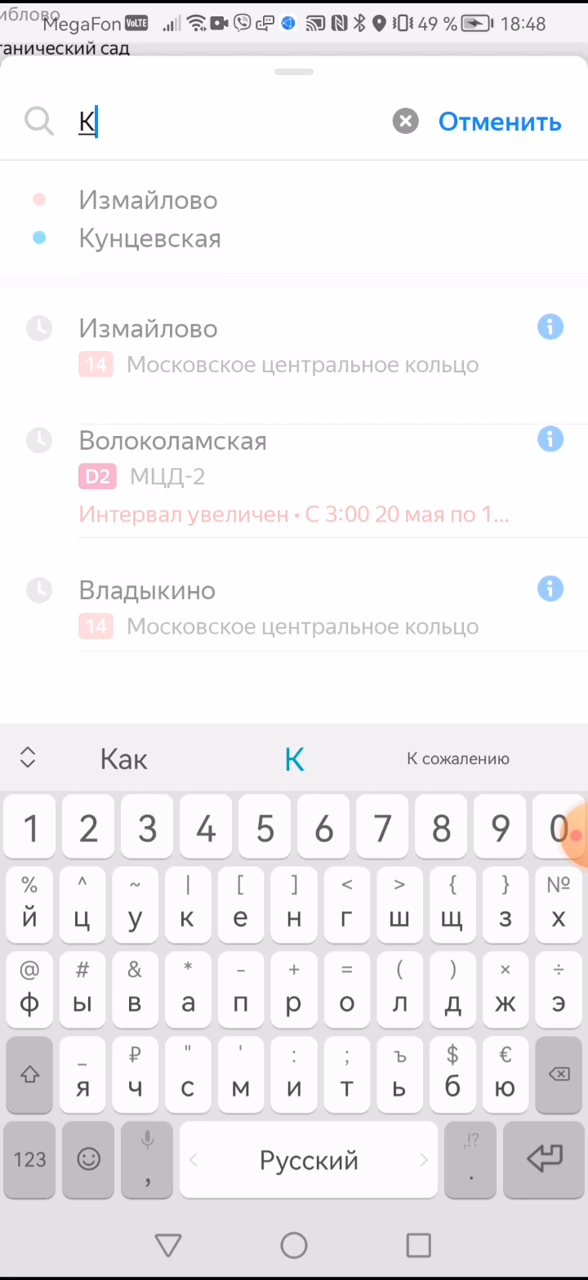 иблово
MegaFon VoLTE 49 % 18:48
танический сад
К Отменить
Измайлово
Кунцевская
Измайлово
14 Московское центральное кольцо
Волоколамская
D2 МЦД-2
Интервал увеличен • С 3:00 20 мая по 1...
Владыкино
14 Московское центральное кольцо
Как К К сожалению
1 2 3 4 5 6 7 8 9 0
% ^ ~ | [ ] < > { } №
й ц у к е н г ш щ з х
@ # & * - + = ( ) × ÷
ф ы в а п р о л д ж э
_ ₽ " ' : ; ъ $ €
я ч с м и т ь б ю
,!?
123 , Русский .